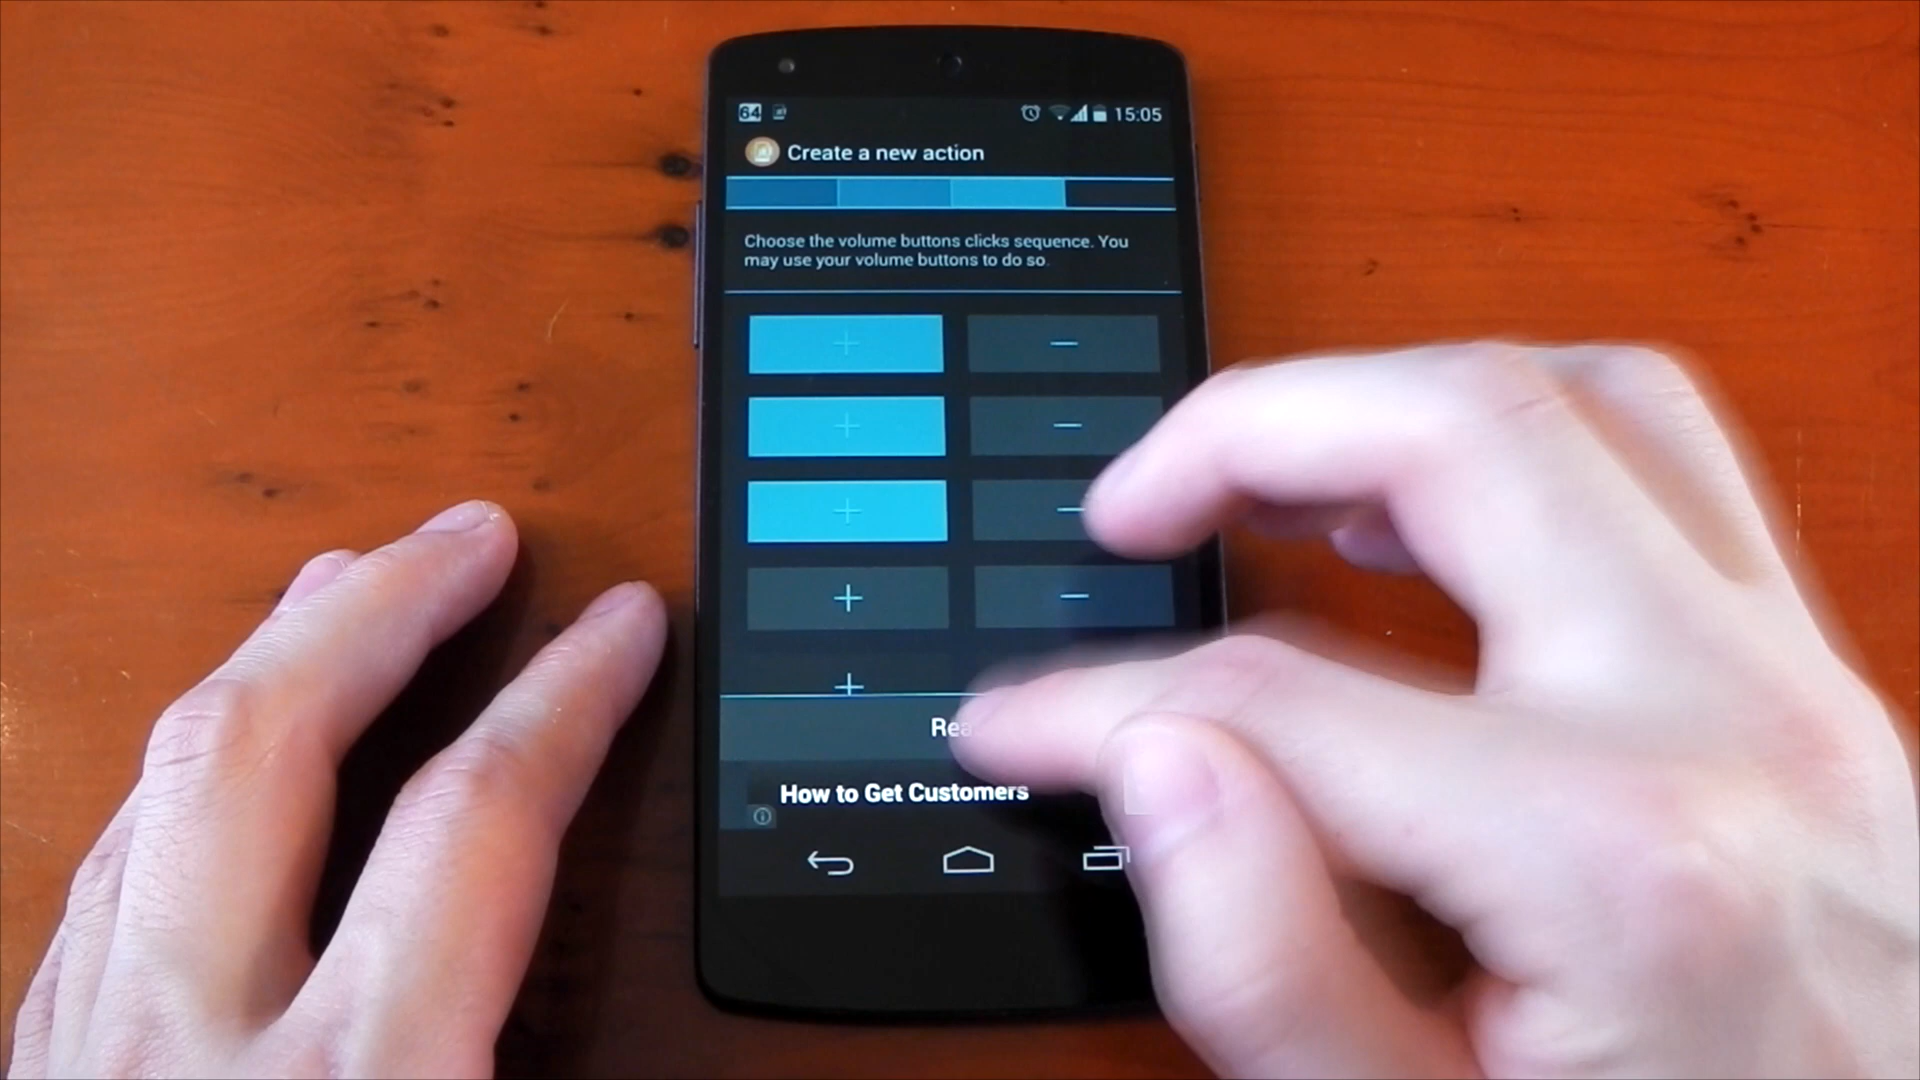 64 15:05
Create a new action
Choose the volume buttons clicks sequence. You
may use your volume buttons to do so.
+ −
+ −
+ −
+ −
+
How to Get Customers